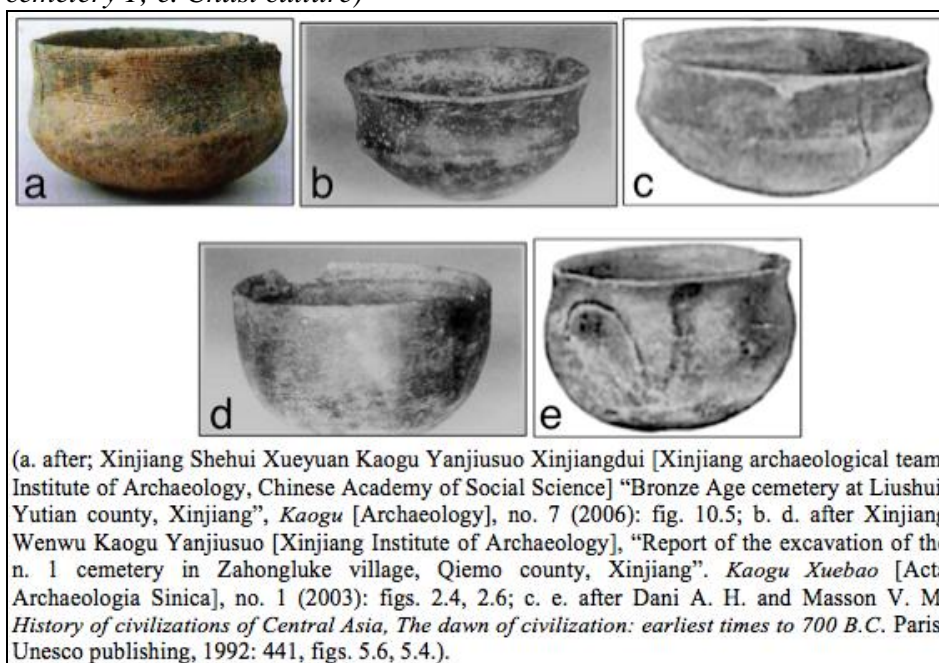 cemetery 1; c. Chust culture)
a
b
c
d
e
(a. after; Xinjiang Shehui Xueyuan Kaogu Yanjiusuo Xinjiangdui [Xinjiang archaeological team
Institute of Archaeology, Chinese Academy of Social Science] “Bronze Age cemetery at Liushui
Yutian county, Xinjiang”, Kaogu [Archaeology], no. 7 (2006): fig. 10.5; b. d. after Xinjiang
Wenwu Kaogu Yanjiusuo [Xinjiang Institute of Archaeology], “Report of the excavation of the
n. 1 cemetery in Zahongluke village, Qiemo county, Xinjiang”. Kaogu Xuebao [Acta
Archaeologia Sinica], no. 1 (2003): figs. 2.4, 2.6; c. e. after Dani A. H. and Masson V. M
History of civilizations of Central Asia, The dawn of civilization: earliest times to 700 B.C. Paris
Unesco publishing, 1992: 441, figs. 5.6, 5.4.).